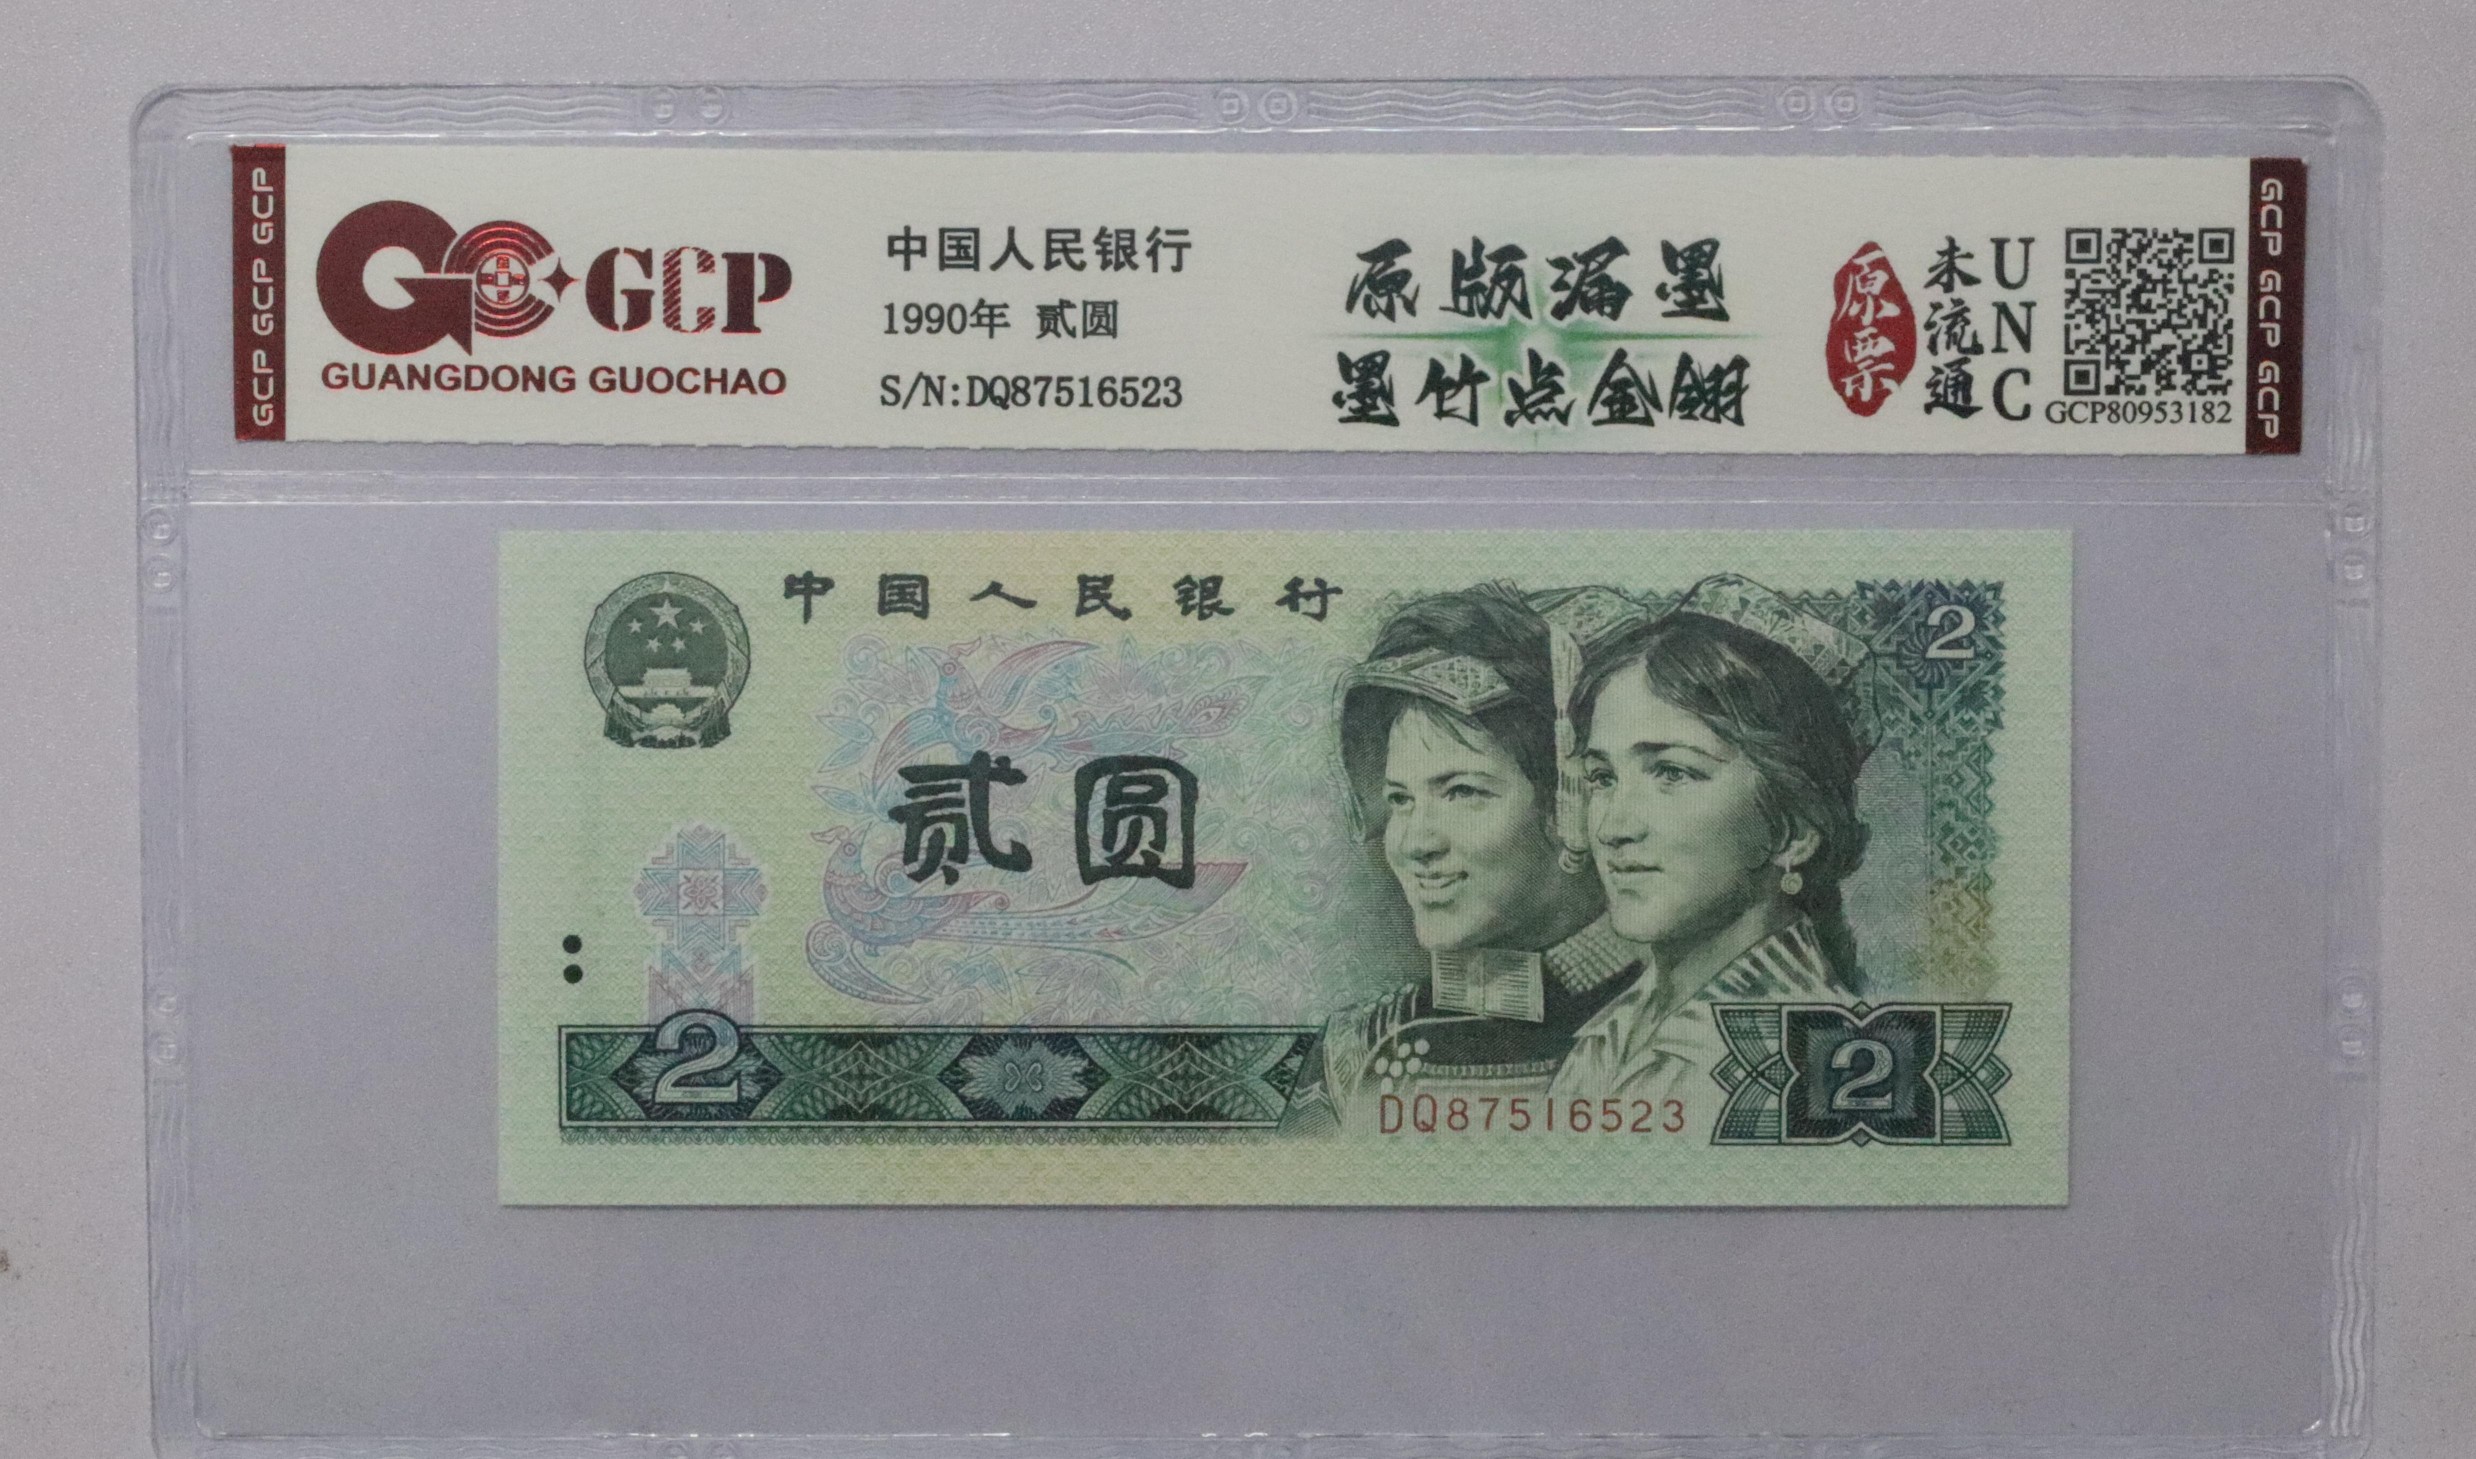 GCP GCP GCP
GCP
GUANGDONG GUOCHAO
中国人民银行
1990年 贰圆
S/N:DQ87516523
原版漏墨
墨竹点金翎
原票
未流通
UNC
GCP80953182
GCP GCP GCP
中国人民银行
2
贰圆
2
DQ87516523
2